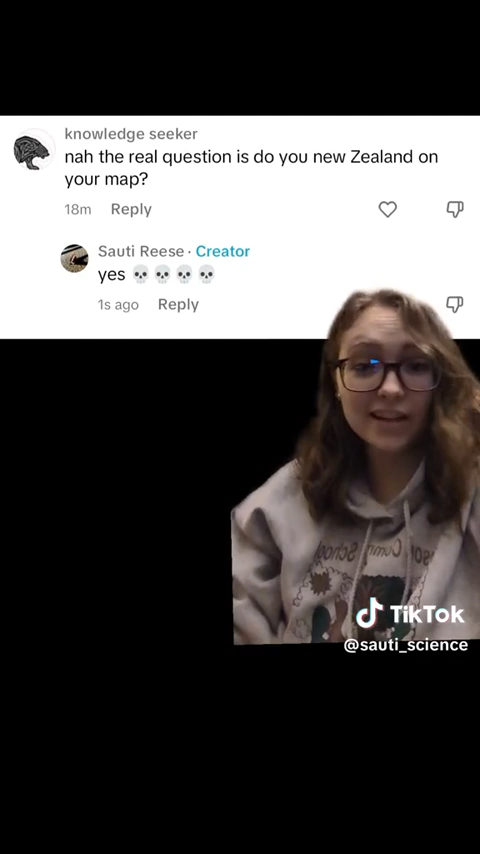 knowledge seeker
nah the real question is do you new Zealand on
your map?
18m Reply
Sauti Reese · Creator
yes 💀💀💀💀
1s ago Reply
TikTok
@sauti_science